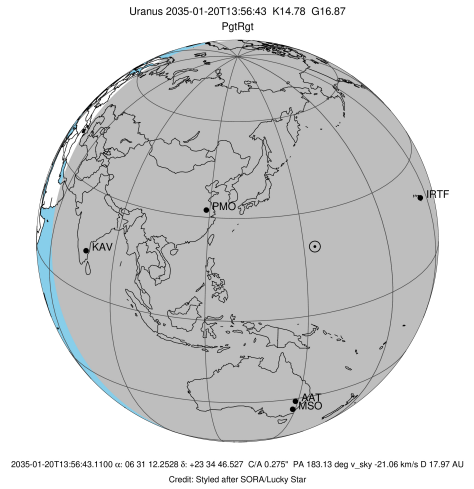 Uranus 2035-01-20T13:56:43 K14.78 G16.87
PgtRgt
IRTF
PMO
KAV
AAT
MSO
2035-01-20T13:56:43.1100 α: 06 31 12.2528 δ: +23 34 46.527 C/A 0.275" PA 183.13 deg v_sky -21.06 km/s D 17.97 AU
Credit: Styled after SORA/Lucky Star